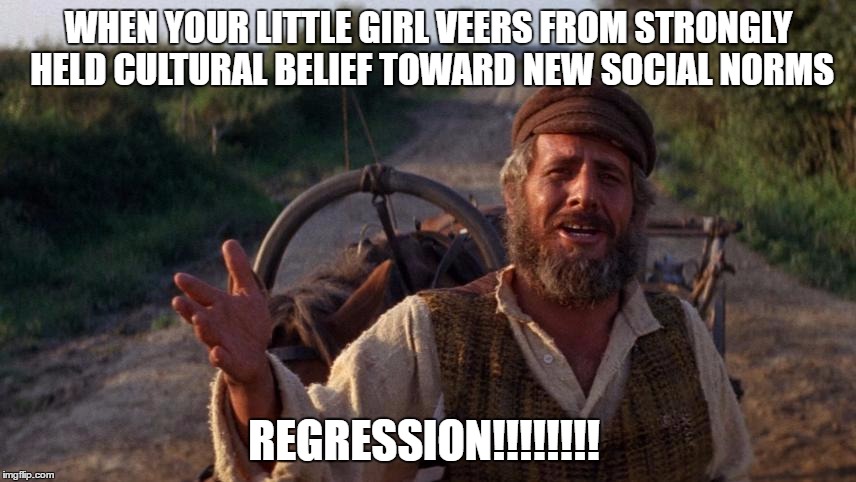 WHEN YOUR LITTLE GIRL VEERS FROM STRONGLY
HELD CULTURAL BELIEF TOWARD NEW SOCIAL NORMS
REGRESSION!!!!!!!!
imgflip.com